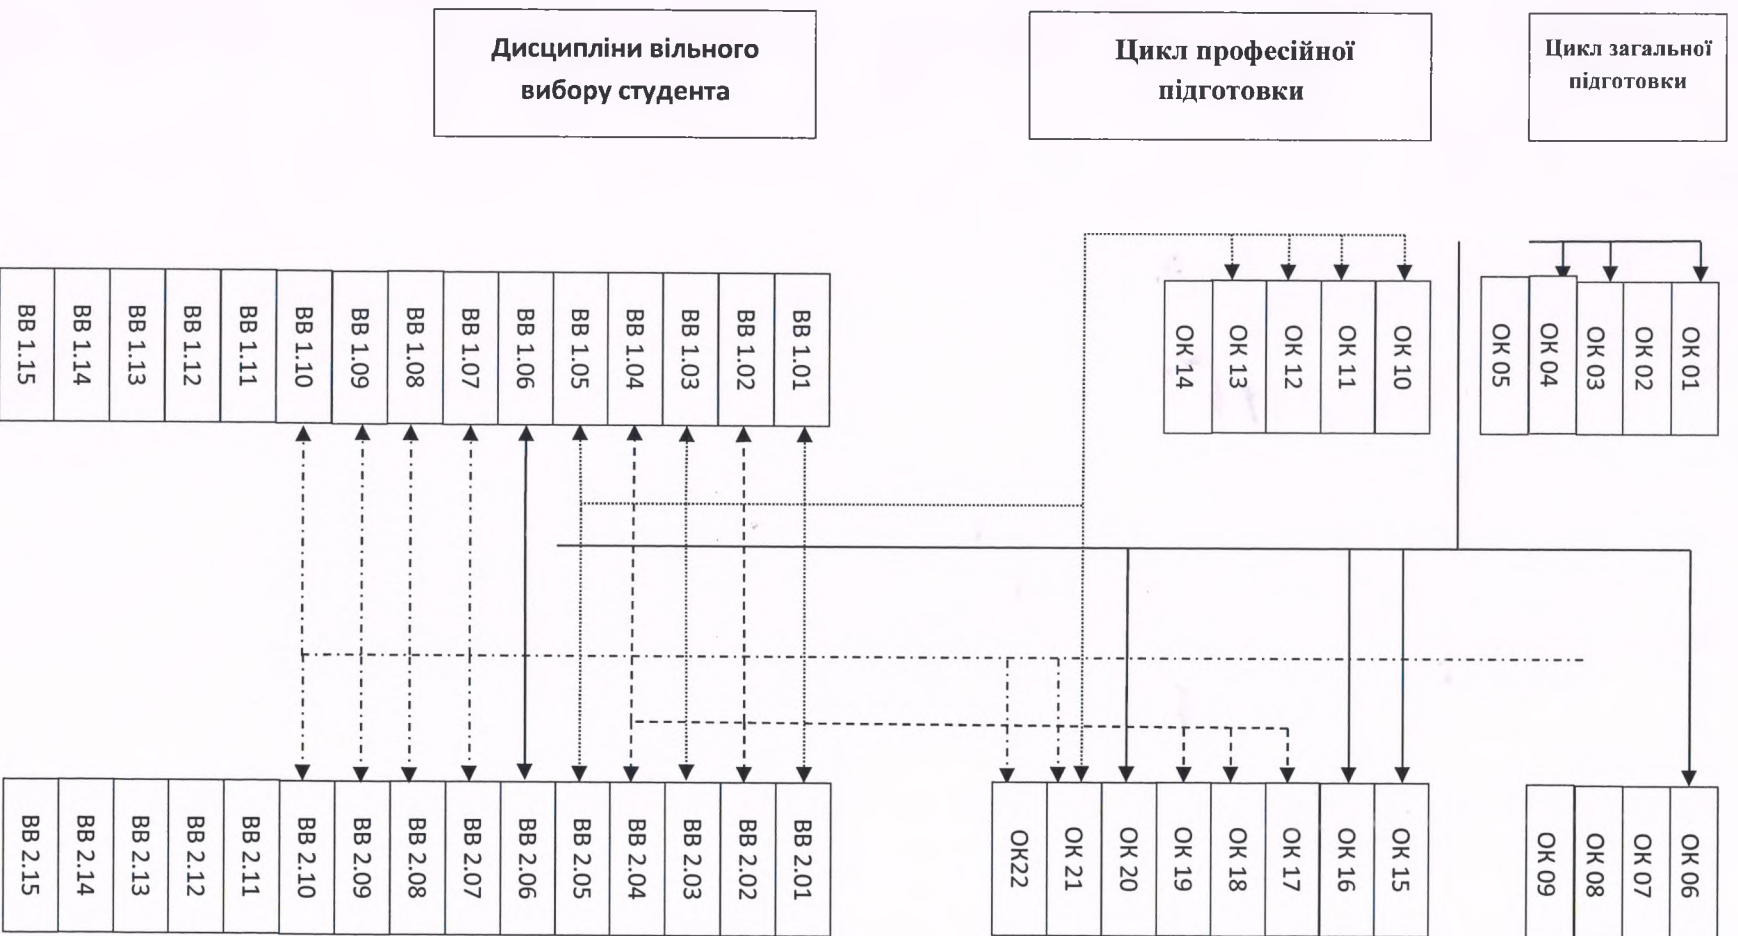 Дисципліни вільного
вибору студента
Цикл професійної
підготовки
Цикл загальної
підготовки
ВВ 1.15
ВВ 1.14
ВВ 1.13
ВВ 1.12
ВВ 1.11
ВВ 1.10
ВВ 1.09
ВВ 1.08
ВВ 1.07
ВВ 1.06
ВВ 1.05
ВВ 1.04
ВВ 1.03
ВВ 1.02
ВВ 1.01
ОК 14
ОК 13
ОК 12
ОК 11
ОК 10
ОК 05
ОК 04
ОК 03
ОК 02
ОК 01
ВВ 2.15
ВВ 2.14
ВВ 2.13
ВВ 2.12
ВВ 2.11
ВВ 2.10
ВВ 2.09
ВВ 2.08
ВВ 2.07
ВВ 2.06
ВВ 2.05
ВВ 2.04
ВВ 2.03
ВВ 2.02
ВВ 2.01
ОК22
ОК 21
ОК 20
ОК 19
ОК 18
ОК 17
ОК 16
ОК 15
ОК 09
ОК 08
ОК 07
ОК 06